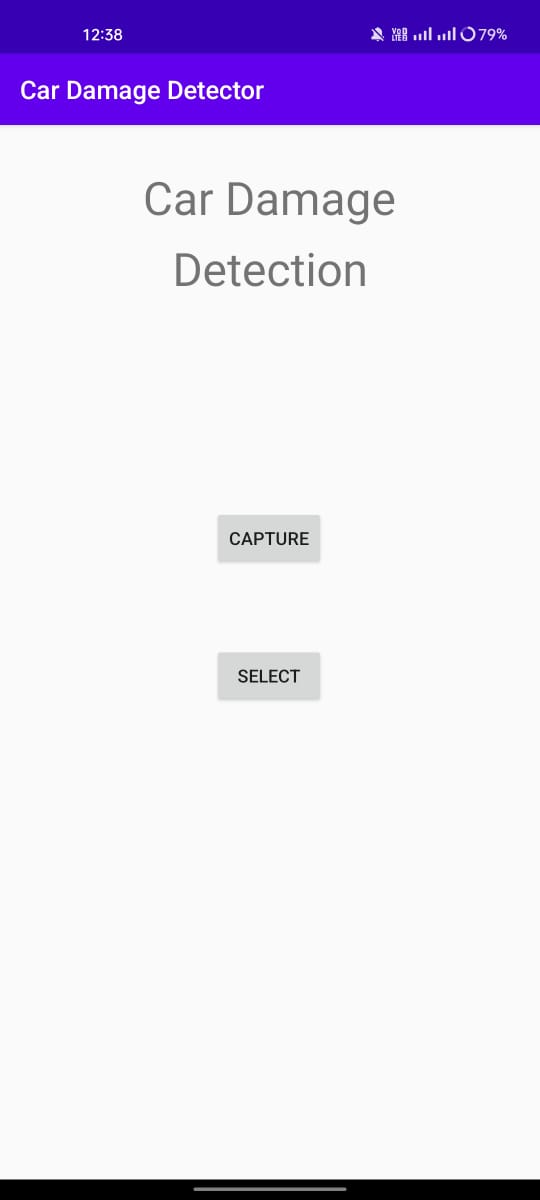 12:38
79%
Car Damage Detector
Car Damage
Detection
CAPTURE
SELECT